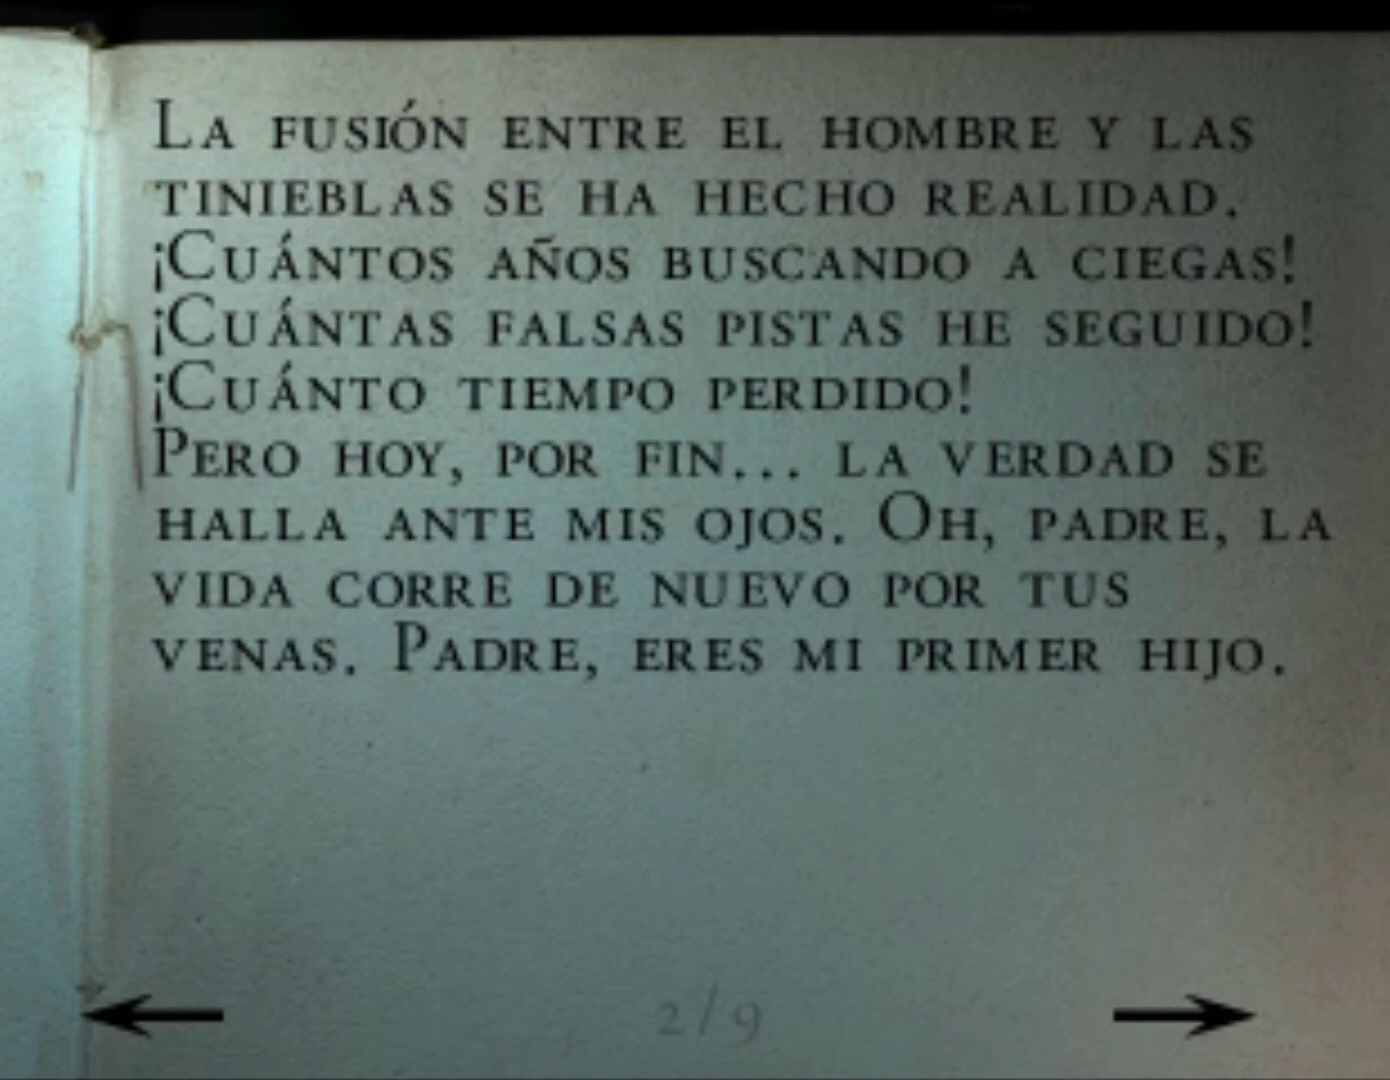 La fusión entre el hombre y las
tinieblas se ha hecho realidad.
¡Cuántos años buscando a ciegas!
¡Cuántas falsas pistas he seguido!
¡Cuánto tiempo perdido!
Pero hoy, por fin... la verdad se
halla ante mis ojos. Oh, padre, la
vida corre de nuevo por tus
venas. Padre, eres mi primer hijo.
2/9